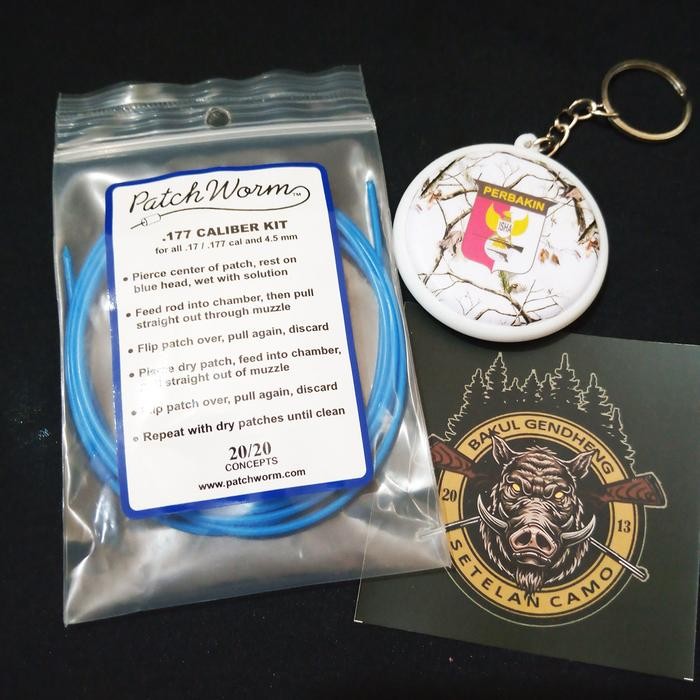 Patch Worm™
.177 CALIBER KIT
for all .17 / .177 cal and 4.5 mm
• Pierce center of patch, rest on
blue head, wet with solution
• Feed rod into chamber, then pull
straight out through muzzle
• Flip patch over, pull again, discard
• Pierce dry patch, feed into chamber,
straight out of muzzle
• Flip patch over, pull again, discard
• Repeat with dry patches until clean
20/20
CONCEPTS
www.patchworm.com
PERBAKIN
ISHA
BAKUL GENDHENG
20 13
SETELAN CAMO